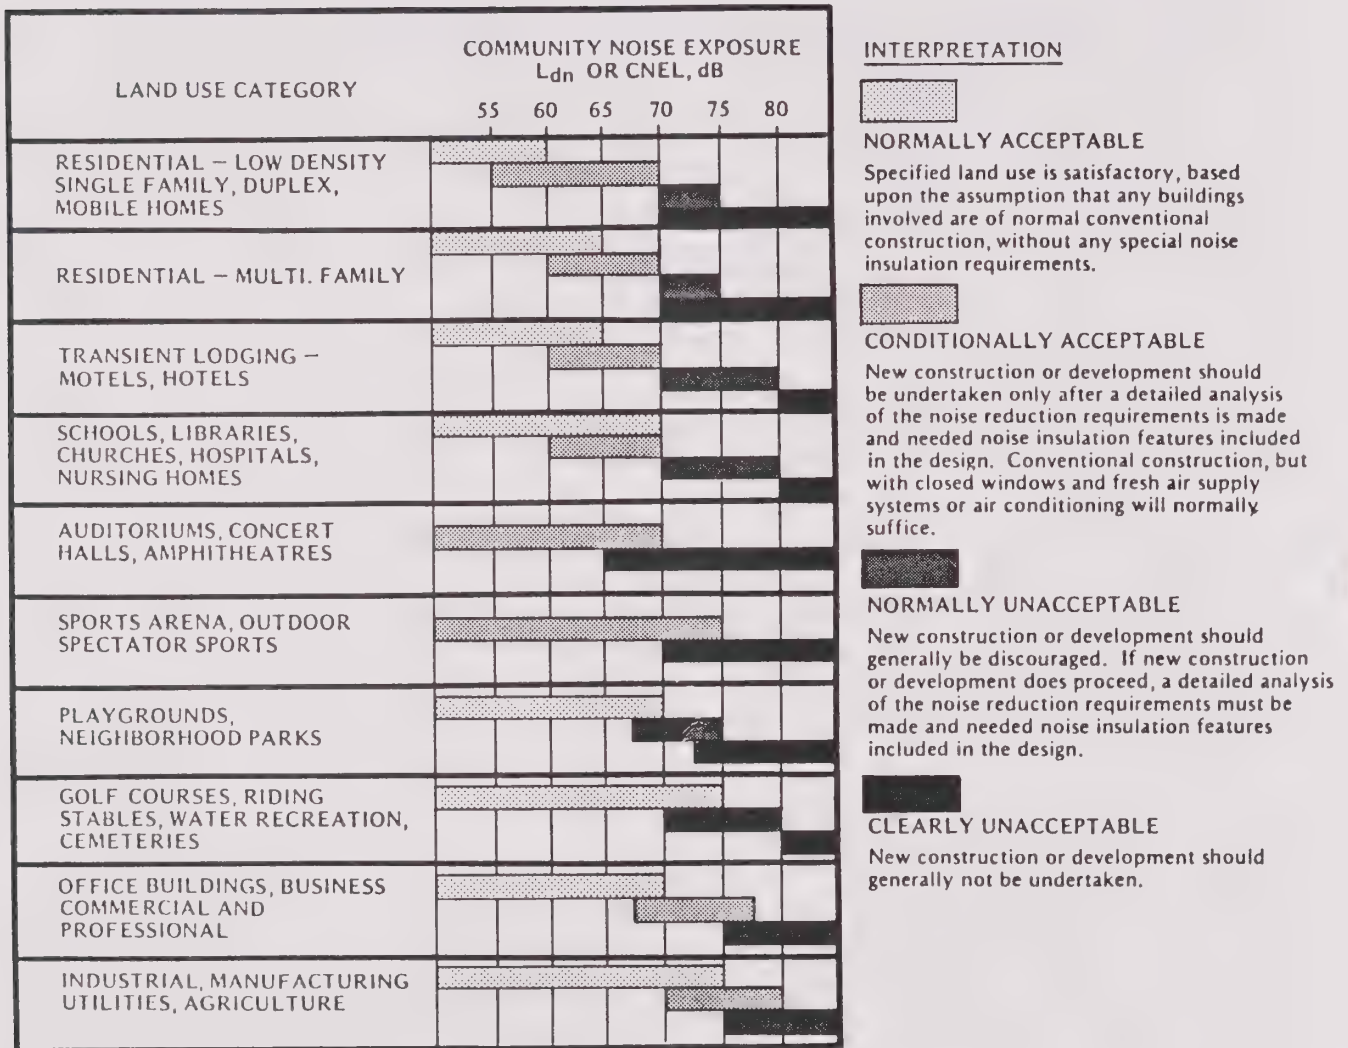 LAND USE CATEGORY
COMMUNITY NOISE EXPOSURE
Ldn OR CNEL, dB
55 60 65 70 75 80
RESIDENTIAL – LOW DENSITY
SINGLE FAMILY, DUPLEX,
MOBILE HOMES
RESIDENTIAL – MULTI. FAMILY
TRANSIENT LODGING –
MOTELS, HOTELS
SCHOOLS, LIBRARIES,
CHURCHES, HOSPITALS,
NURSING HOMES
AUDITORIUMS, CONCERT
HALLS, AMPHITHEATRES
SPORTS ARENA, OUTDOOR
SPECTATOR SPORTS
PLAYGROUNDS,
NEIGHBORHOOD PARKS
GOLF COURSES, RIDING
STABLES, WATER RECREATION,
CEMETERIES
OFFICE BUILDINGS, BUSINESS
COMMERCIAL AND
PROFESSIONAL
INDUSTRIAL, MANUFACTURING
UTILITIES, AGRICULTURE
INTERPRETATION
NORMALLY ACCEPTABLE
Specified land use is satisfactory, based
upon the assumption that any buildings
involved are of normal conventional
construction, without any special noise
insulation requirements.
CONDITIONALLY ACCEPTABLE
New construction or development should
be undertaken only after a detailed analysis
of the noise reduction requirements is made
and needed noise insulation features included
in the design. Conventional construction, but
with closed windows and fresh air supply
systems or air conditioning will normally
suffice.
NORMALLY UNACCEPTABLE
New construction or development should
generally be discouraged. If new construction
or development does proceed, a detailed analysis
of the noise reduction requirements must be
made and needed noise insulation features
included in the design.
CLEARLY UNACCEPTABLE
New construction or development should
generally not be undertaken.